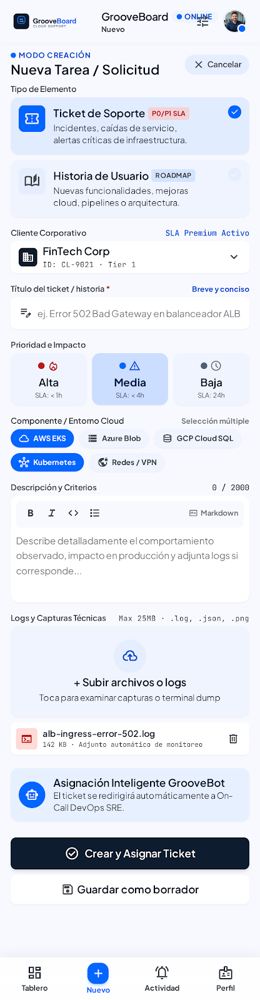 GrooveBoard
CLOUD SUPPORT
GrooveBoard
ONLINE
Nuevo
MODO CREACIÓN
Nueva Tarea / Solicitud
Cancelar
Tipo de Elemento
Ticket de Soporte P0/P1 SLA
Incidentes, caídas de servicio,
alertas críticas de infraestructura.
Historia de Usuario ROADMAP
Nuevas funcionalidades, mejoras
cloud, pipelines o arquitectura.
Cliente Corporativo SLA Premium Activo
FinTech Corp
ID: CL-9021 · Tier 1
Título del ticket / historia * Breve y conciso
ej. Error 502 Bad Gateway en balanceador ALB
Prioridad e Impacto
Alta
SLA: < 1h
Media
SLA: < 4h
Baja
SLA: 24h
Componente / Entorno Cloud Selección múltiple
AWS EKS Azure Blob GCP Cloud SQL
Kubernetes Redes / VPN
Descripción y Criterios 0 / 2000
B I <> Markdown
Describe detalladamente el comportamiento
observado, impacto en producción y adjunta logs si
corresponde...
Logs y Capturas Técnicas Max 25MB · .log, .json, .png
+ Subir archivos o logs
Toca para examinar capturas o terminal dump
alb-ingress-error-502.log
142 KB · Adjunto automático de monitoreo
Asignación Inteligente GrooveBot
El ticket se redirigirá automáticamente a On-
Call DevOps SRE.
Crear y Asignar Ticket
Guardar como borrador
Tablero Nuevo Actividad Perfil